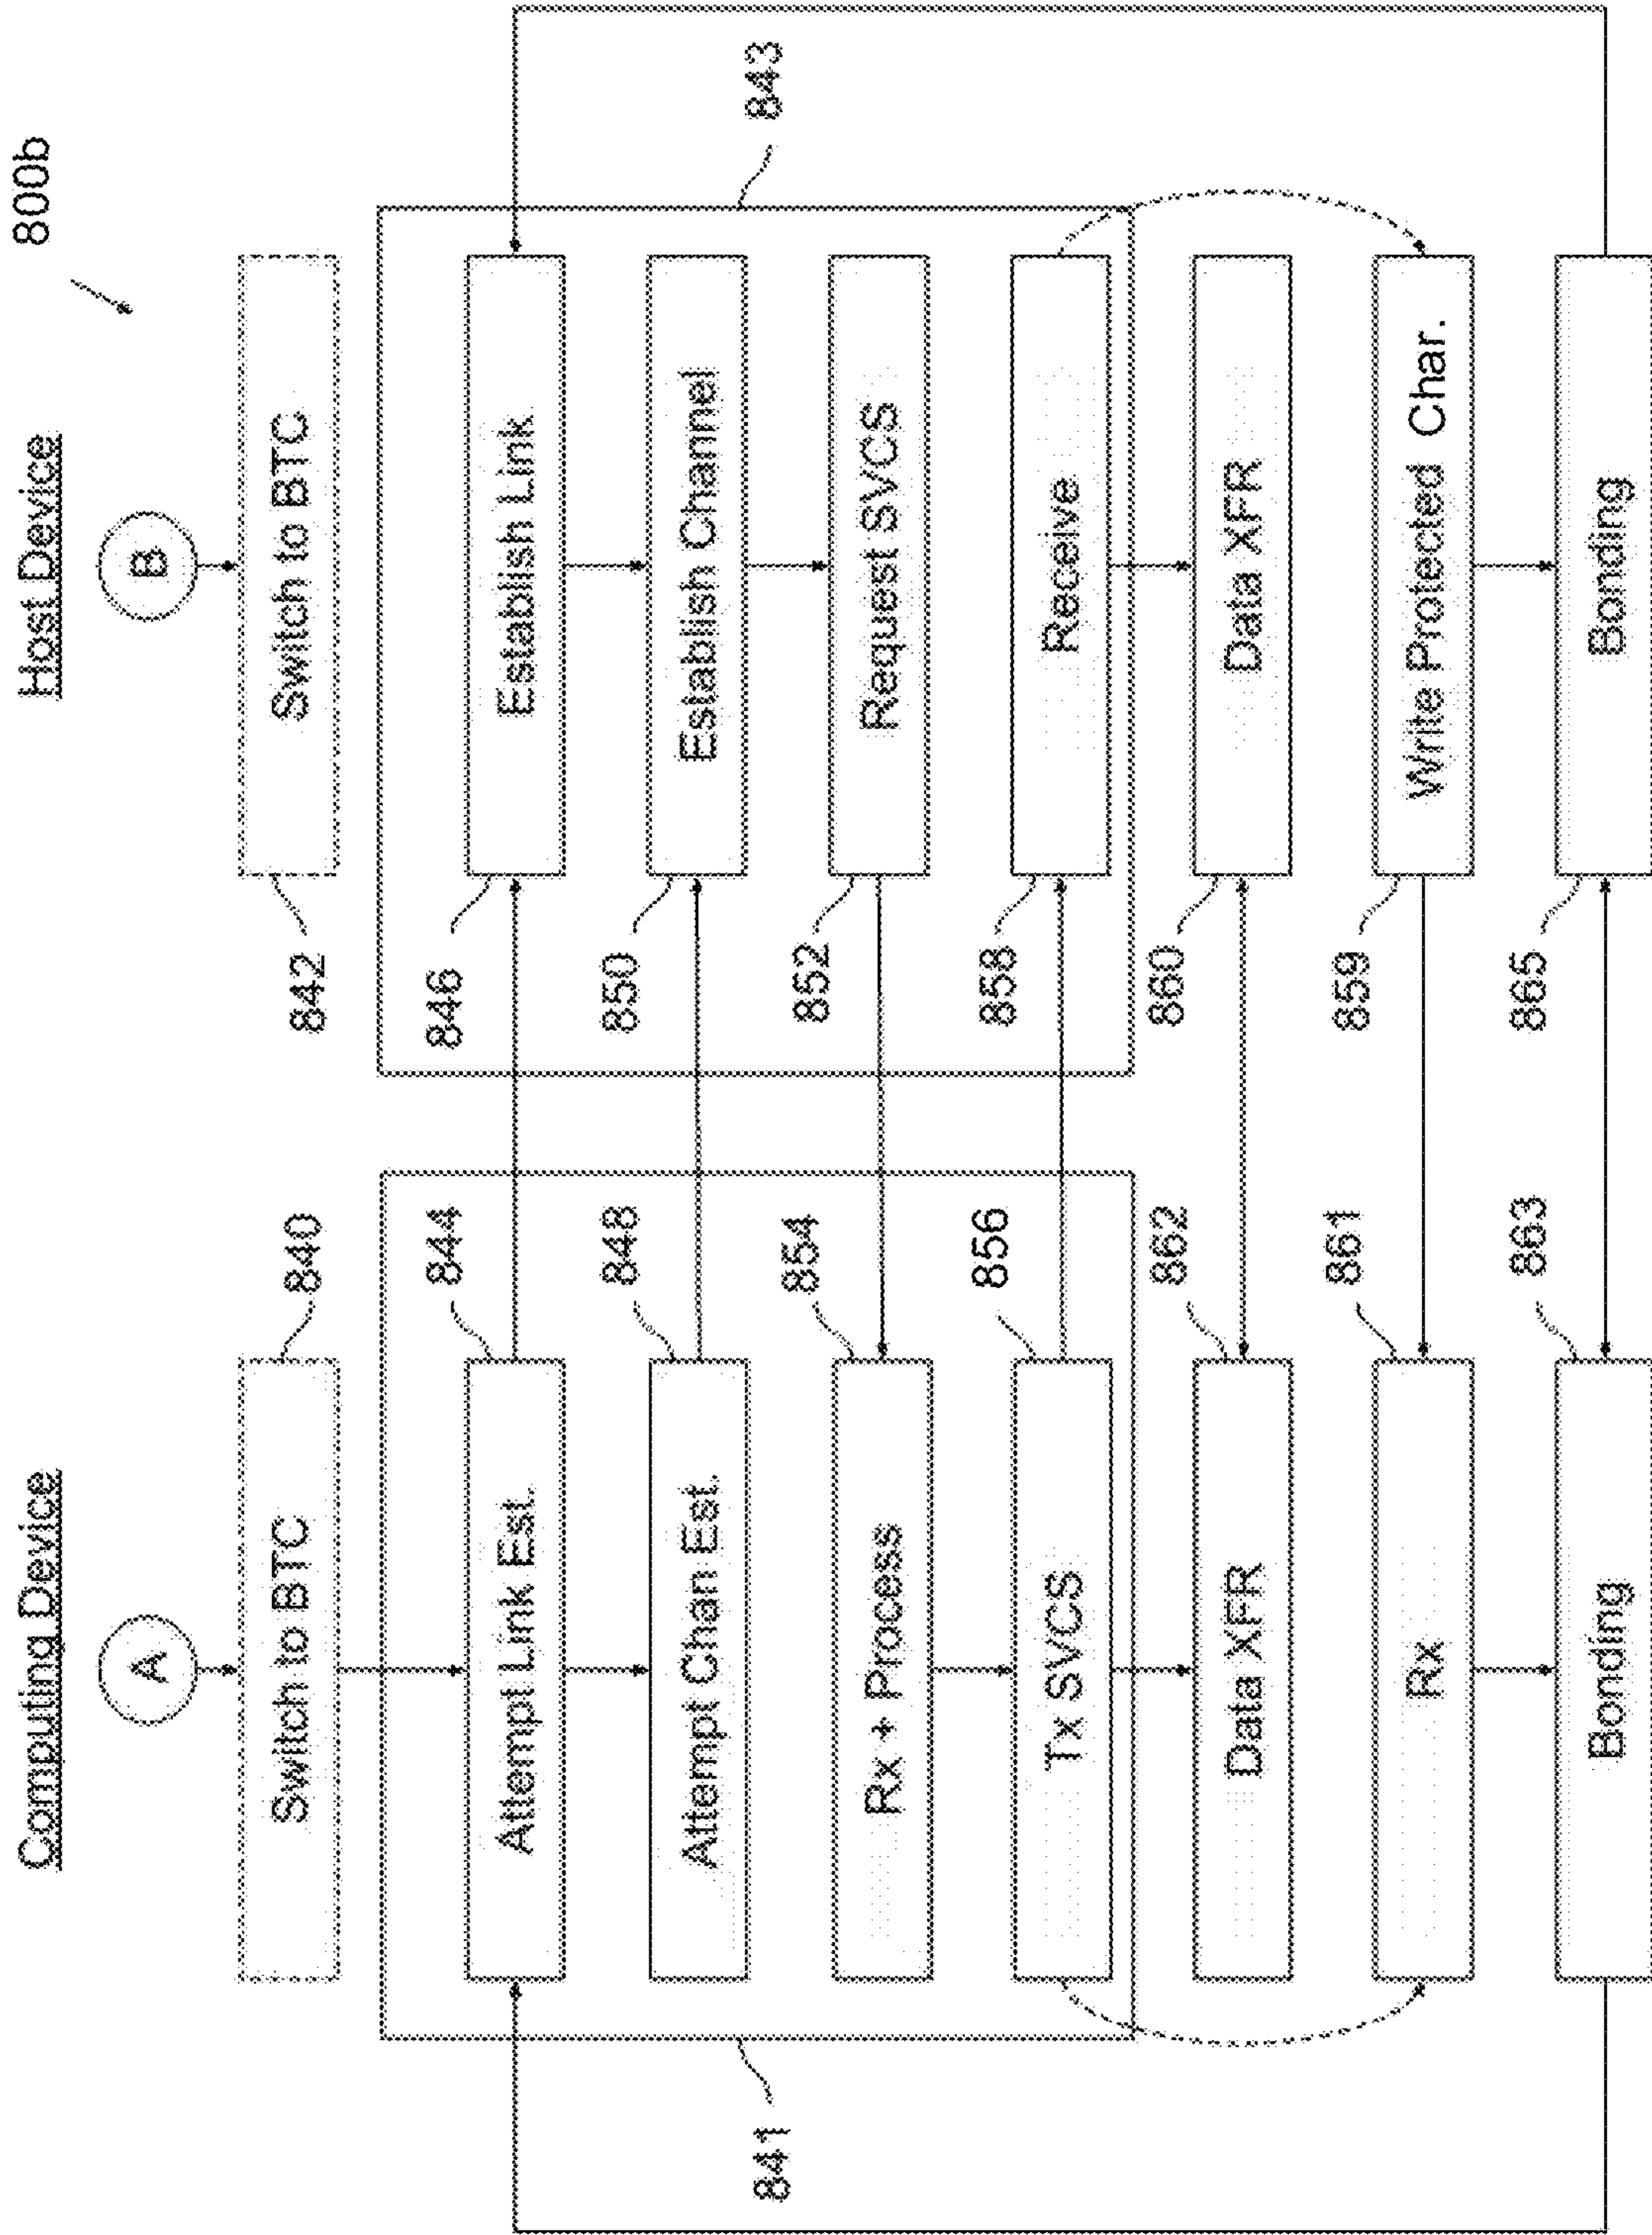 800b
Computing Device
Host Device
A
B
Switch to BTC
840
Switch to BTC
842
841
843
Attempt Link Est.
844
Establish Link
846
Attempt Chan Est.
848
Establish Channel
850
Rx + Process
854
Request SVCS
852
Tx SVCS
856
Receive
858
Data XFR
862
Data XFR
860
Rx
861
Write Protected Char.
859
Bonding
863
Bonding
865